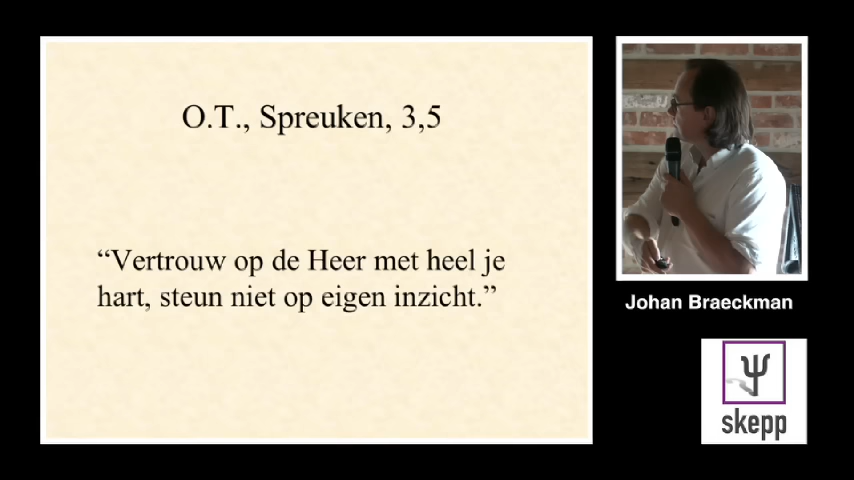 O.T., Spreuken, 3,5
“Vertrouw op de Heer met heel je
hart, steun niet op eigen inzicht.”
Johan Braeckman
skepp